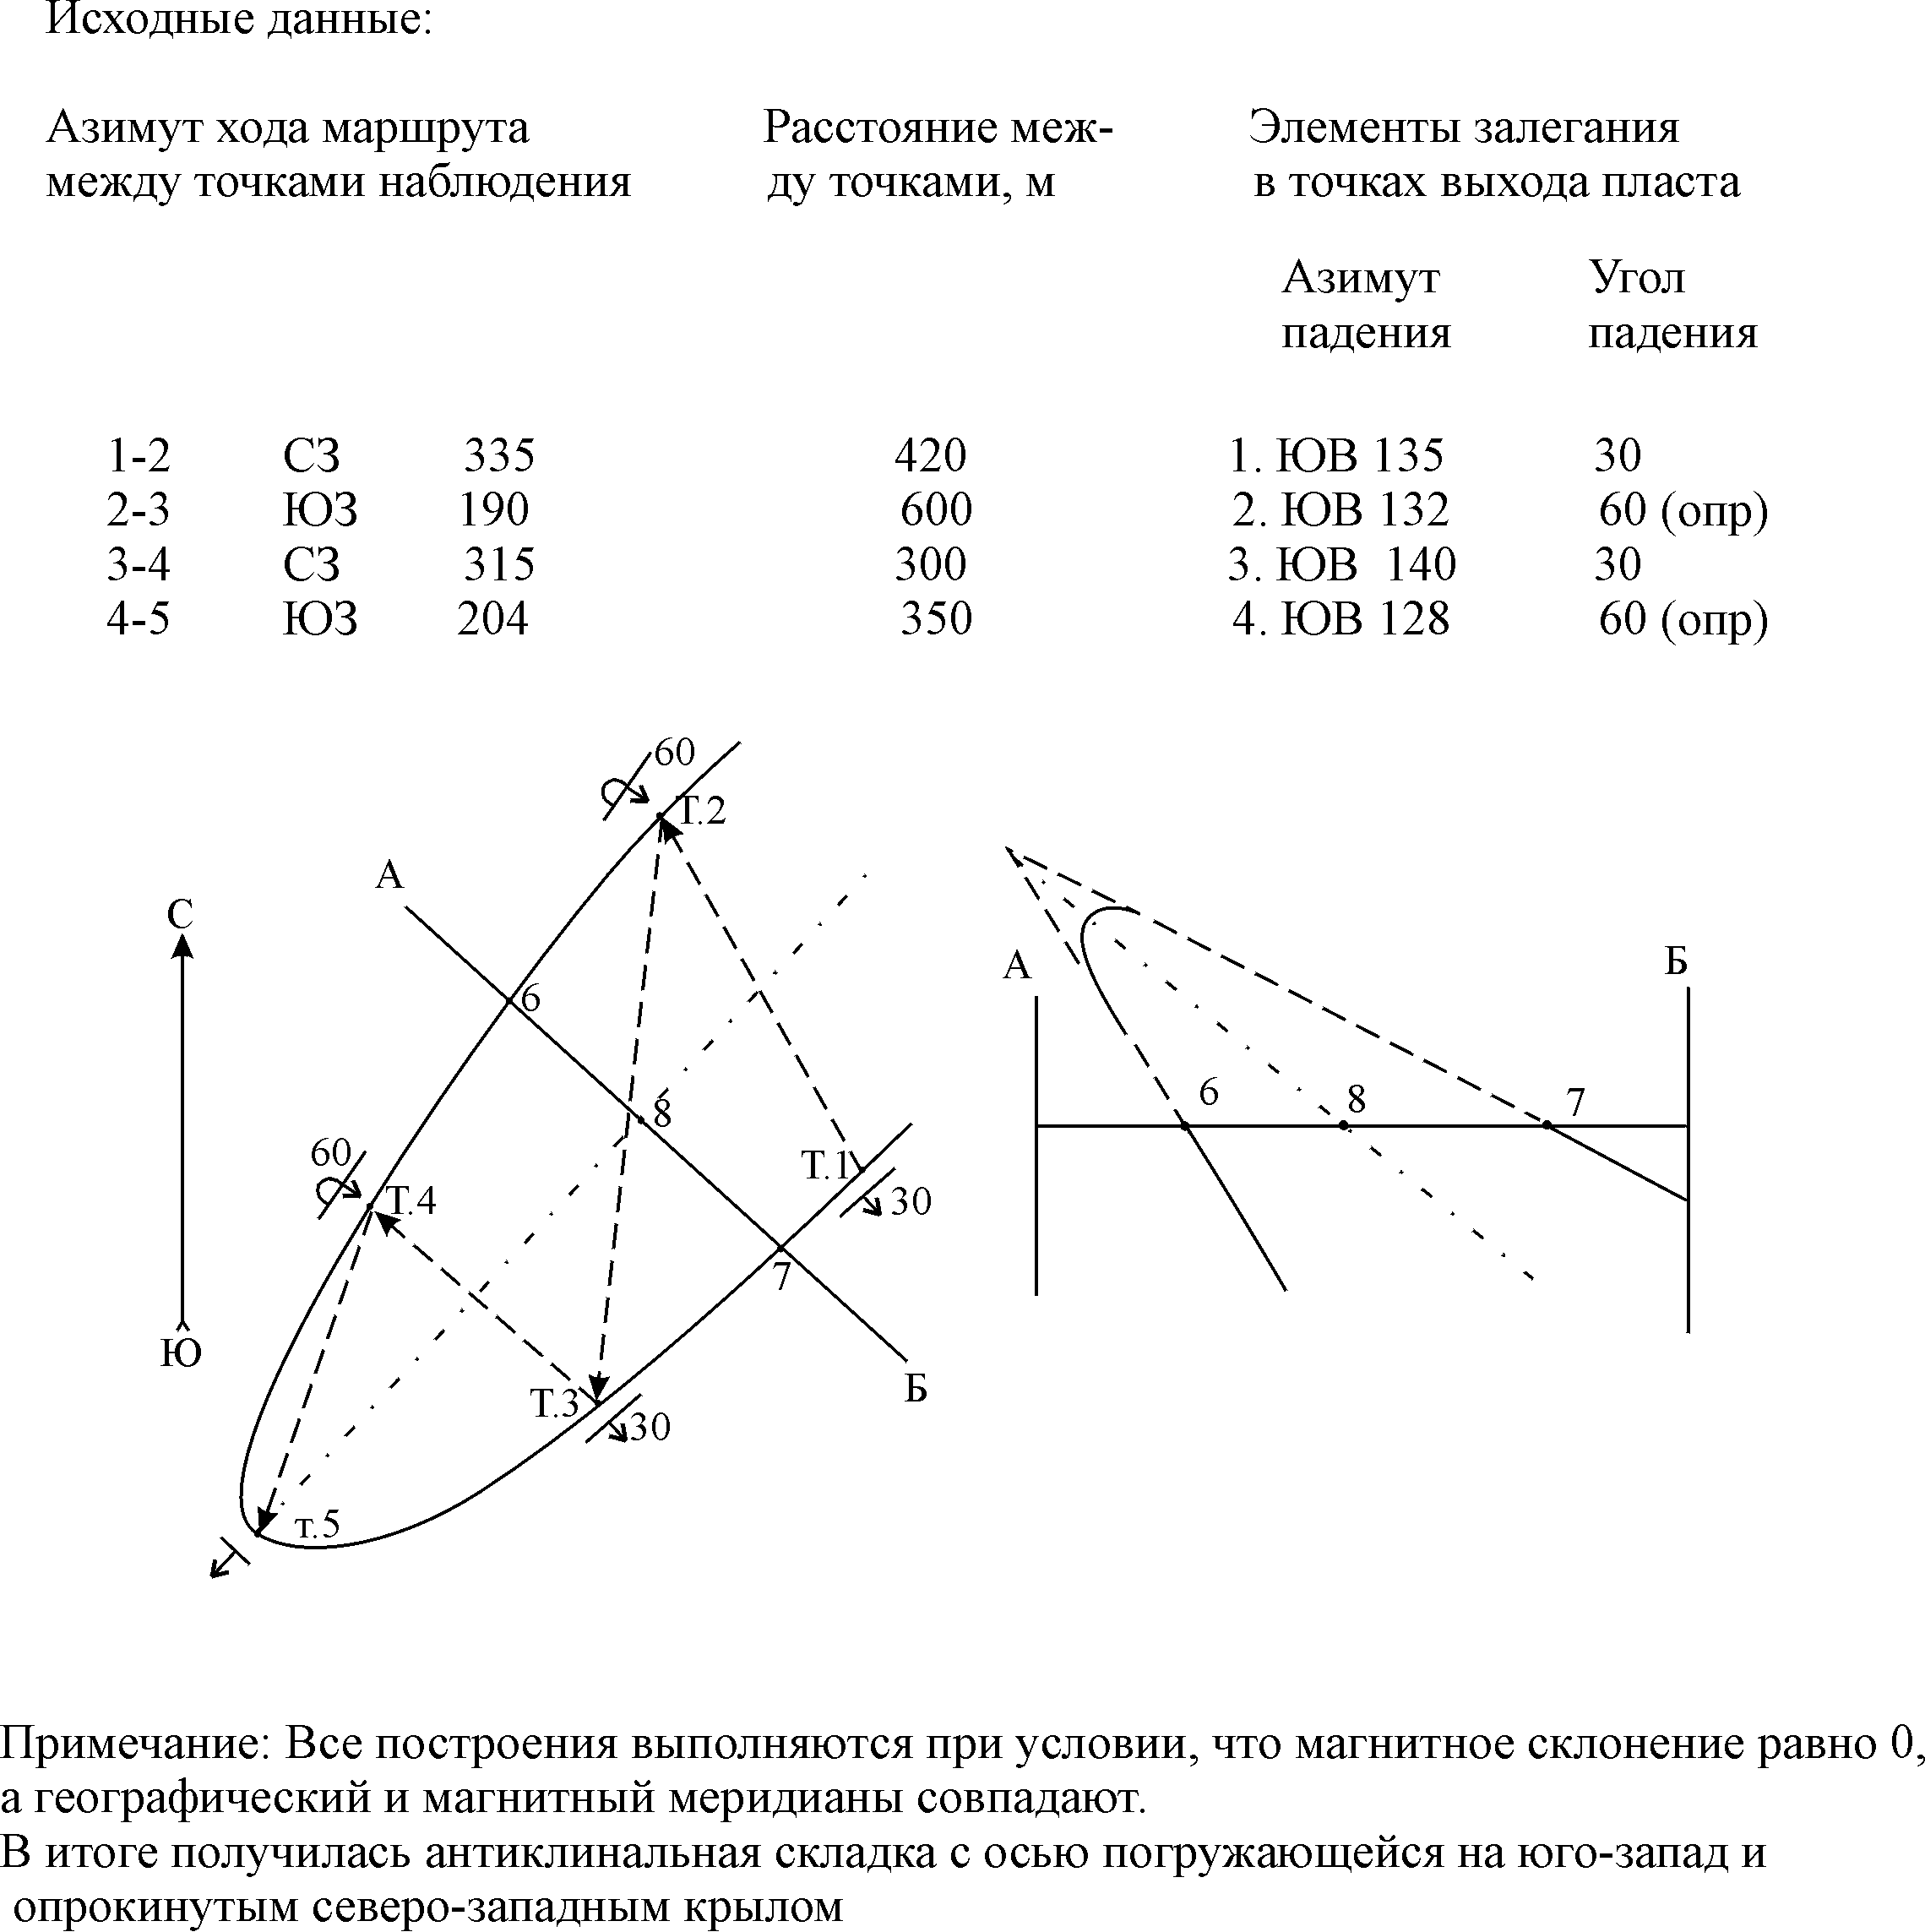 Исходные данные:
Азимут хода маршрута Расстояние меж- Элементы залегания
между точками наблюдения ду точками, м в точках выхода пласта
Азимут Угол
падения падения
1-2 СЗ 335 420 1. ЮВ 135 30
2-3 ЮЗ 190 600 2. ЮВ 132 60 (опр)
3-4 СЗ 315 300 3. ЮВ 140 30
4-5 ЮЗ 204 350 4. ЮВ 128 60 (опр)
60
Т.2
А
С
6
А
Б
8
6
8
7
60
Т.1
Т.4
30
7
Ю
Б
Т.3
30
т.5
Примечание: Все построения выполняются при условии, что магнитное склонение равно 0,
а географический и магнитный меридианы совпадают.
В итоге получилась антиклинальная складка с осью погружающейся на юго-запад и
опрокинутым северо-западным крылом